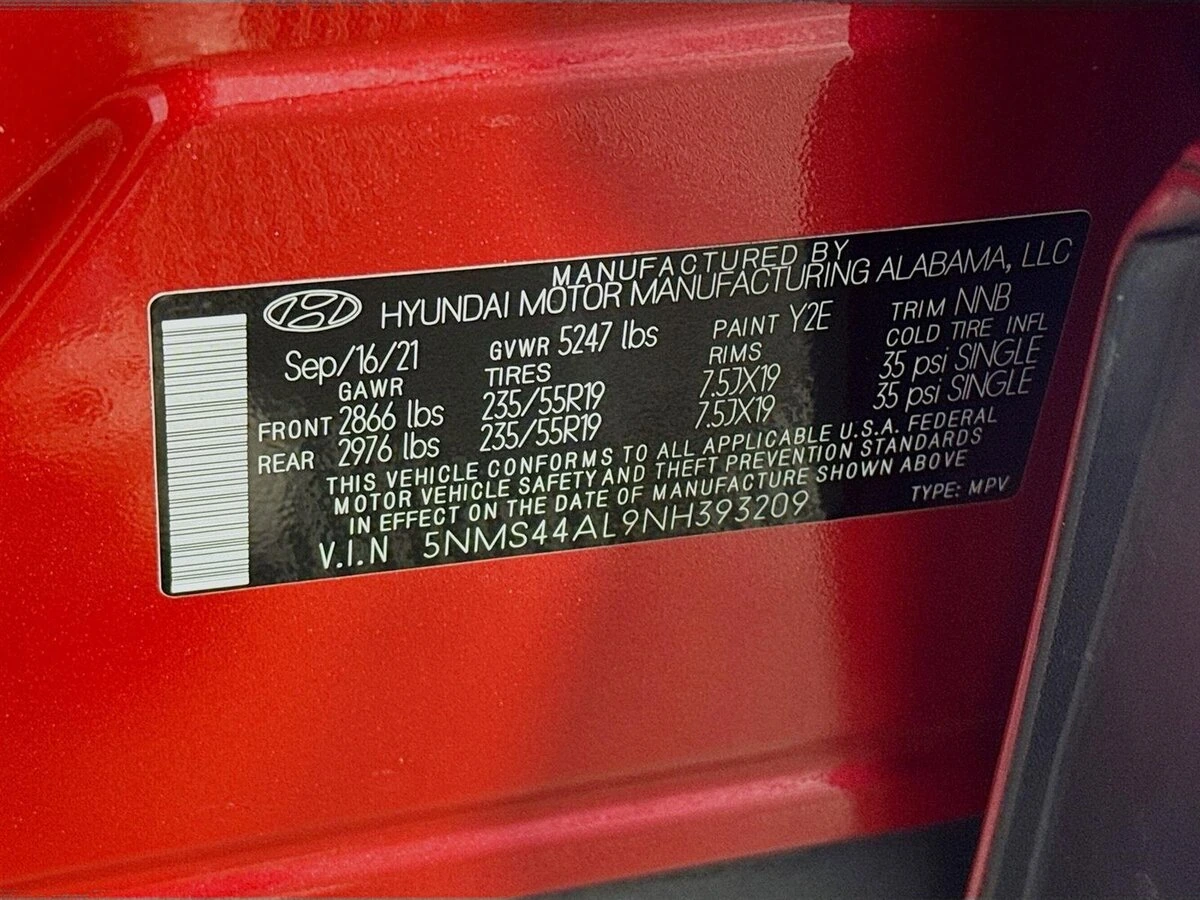 MANUFACTURED BY
HYUNDAI MOTOR MANUFACTURING ALABAMA, LLC
Sep/16/21 GVWR 5247 lbs PAINT Y2E TRIM NNB
GAWR TIRES RIMS COLD TIRE INFL
FRONT 2866 lbs 235/55R19 7.5JX19 35 psi SINGLE
REAR 2976 lbs 235/55R19 7.5JX19 35 psi SINGLE
THIS VEHICLE CONFORMS TO ALL APPLICABLE U.S.A. FEDERAL
MOTOR VEHICLE SAFETY AND THEFT PREVENTION STANDARDS
IN EFFECT ON THE DATE OF MANUFACTURE SHOWN ABOVE
V.I.N 5NMS44AL9NH393209 TYPE: MPV